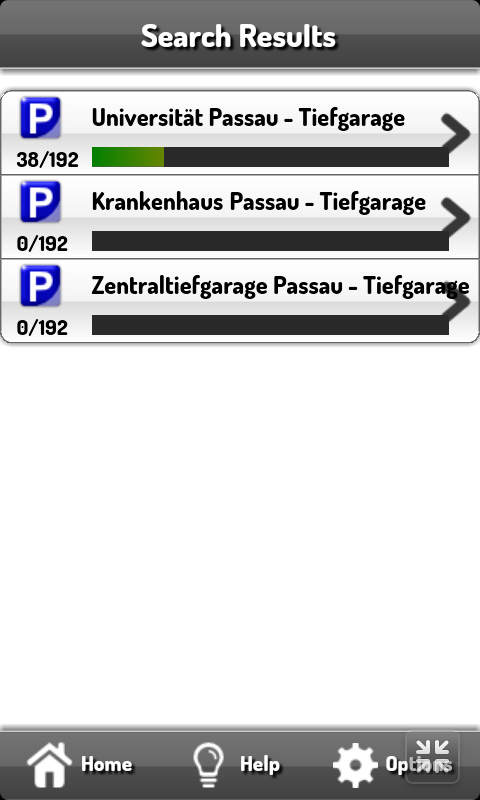 Search Results
P
Universität Passau - Tiefgarage
38/192
P
Krankenhaus Passau - Tiefgarage
0/192
P
Zentraltiefgarage Passau - Tiefgarage
0/192
Home Help Options